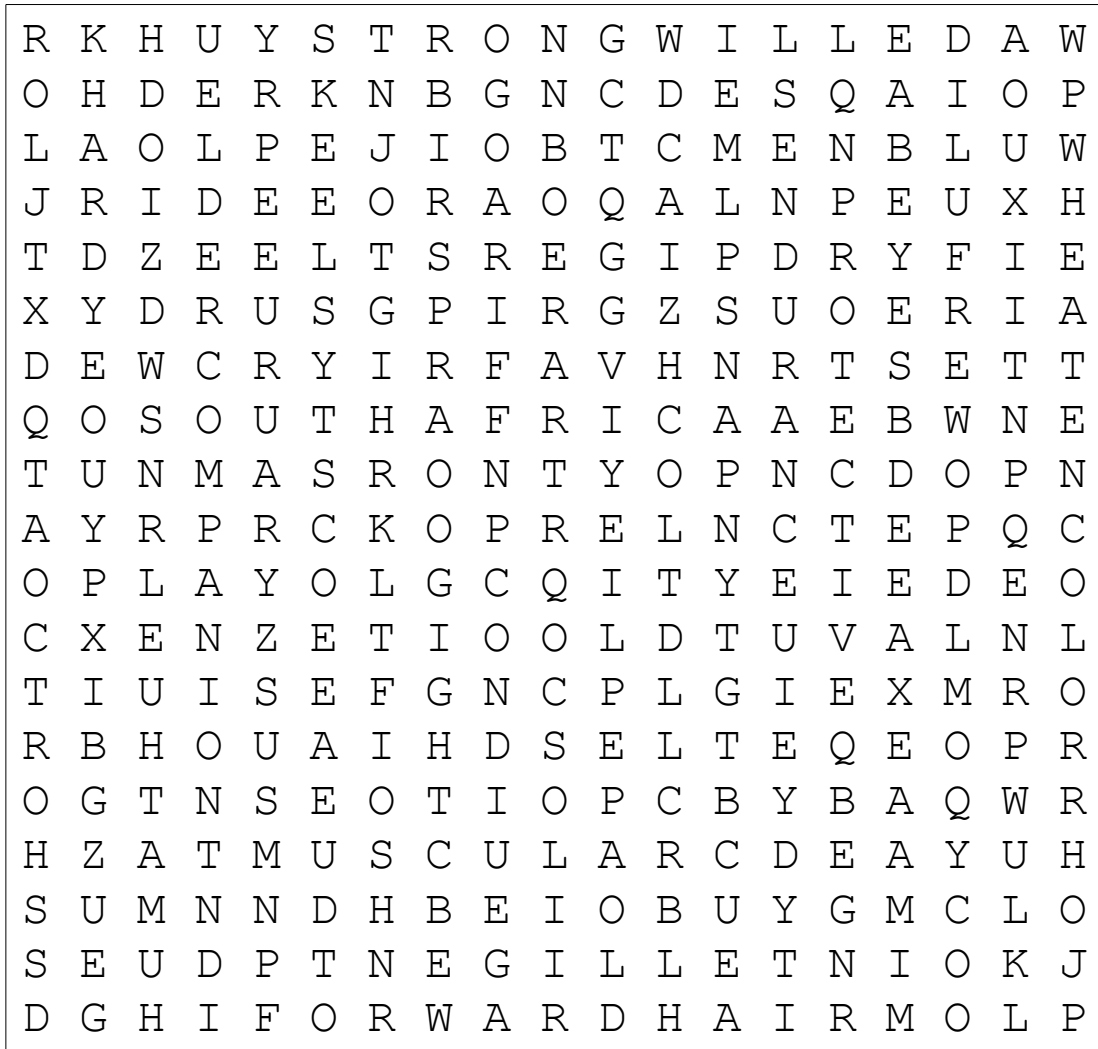 R K H U Y S T R O N G W I L L E D A W
O H D E R K N B G N C D E S Q A I O P
L A O L P E J I O B T C M E N B L U W
J R I D E E O R A O Q A L N P E U X H
T D Z E E L T S R E G I P D R Y F I E
X Y D R U S G P I R G Z S U O E R I A
D E W C R Y I R F A V H N R T S E T T
Q O S O U T H A F R I C A A E B W N E
T U N M A S R O N T Y O P N C D O P N
A Y R P R C K O P R E L N C T E P Q C
O P L A Y O L G C Q I T Y E I E D E O
C X E N Z E T I O O L D T U V A L N L
T I U I S E F G N C P L G I E X M R O
R B H O U A I H D S E L T E Q E O P R
O G T N S E O T I O P C B Y B A Q W R
H Z A T M U S C U L A R C D E A Y U H
S U M N N D H B E I O B U Y G M C L O
S E U D P T N E G I L L E T N I O K J
D G H I F O R W A R D H A I R M O L P